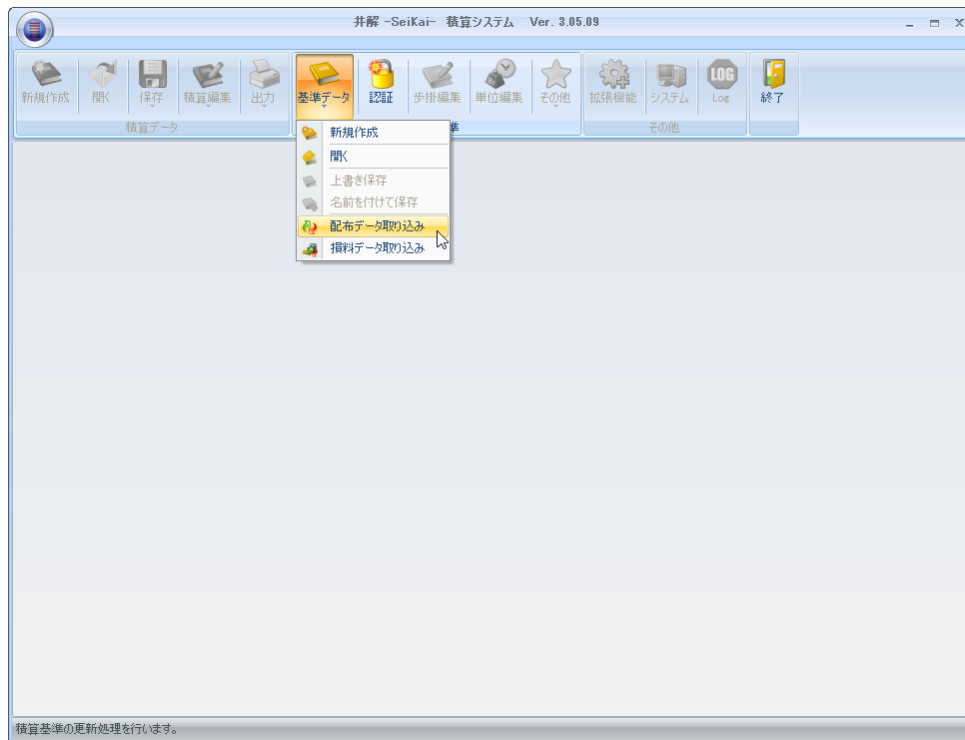 井解 -SeiKai- 積算システム Ver. 3.05.09
新規作成 開く 保存 積算編集 出力 基準データ 認証 歩掛編集 単位編集 その他 拡張機能 システム Log 終了
LOG
積算データ 準 その他
新規作成
開く
上書き保存
名前を付けて保存
配布データ取り込み
損料データ取り込み
積算基準の更新処理を行います。